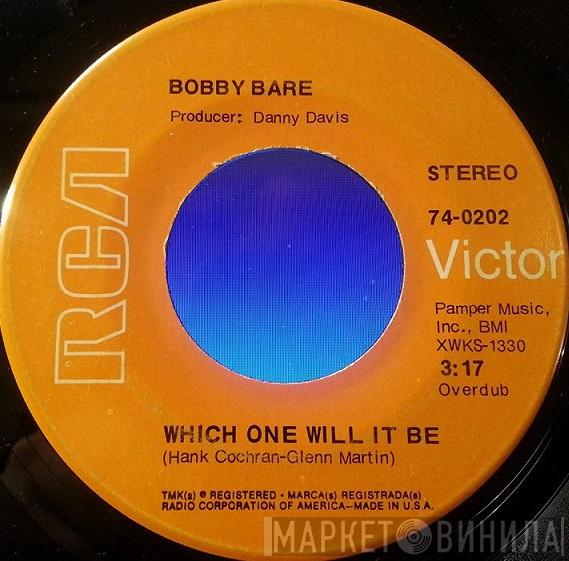 BOBBY BARE
Producer: Danny Davis
RCA
STEREO
74-0202
Victor
Pamper Music,
Inc., BMI
XWKS-1330
3:17
Overdub
WHICH ONE WILL IT BE
(Hank Cochran-Glenn Martin)
TMK(s) ® REGISTERED • MARCA(s) REGISTRADA(s)
RADIO CORPORATION OF AMERICA—MADE IN U.S.A.
МАРКЕТ ВИНИЛА